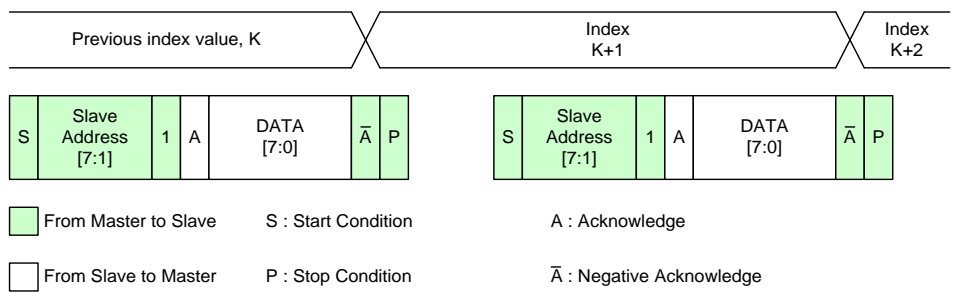 Previous index value, K
Index
K+1
Index
K+2
S
Slave
Address
[7:1]
1
A
DATA
[7:0]
A̅
P
S
Slave
Address
[7:1]
1
A
DATA
[7:0]
A̅
P
From Master to Slave
S : Start Condition
A : Acknowledge
From Slave to Master
P : Stop Condition
A̅ : Negative Acknowledge